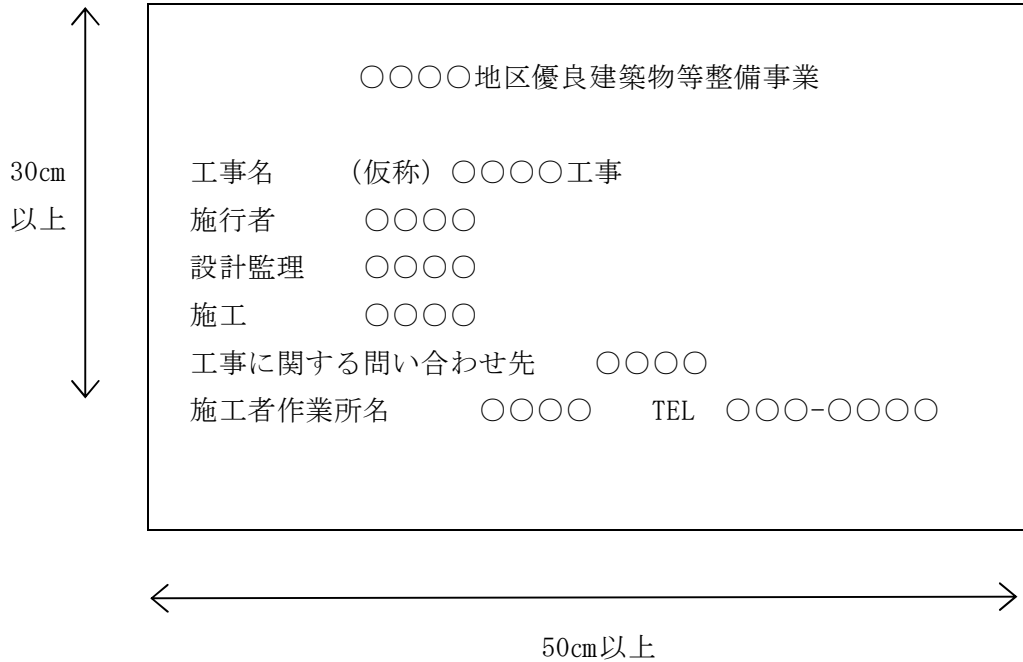 ○○○○地区優良建築物等整備事業
30㎝
以上
工事名　　（仮称）○○○○工事
施行者　　　○○○○
設計監理　　○○○○
施工　　　　○○○○
工事に関する問い合わせ先　　○○○○
施工者作業所名　　　○○○○　　TEL　○○○-○○○○
50㎝以上